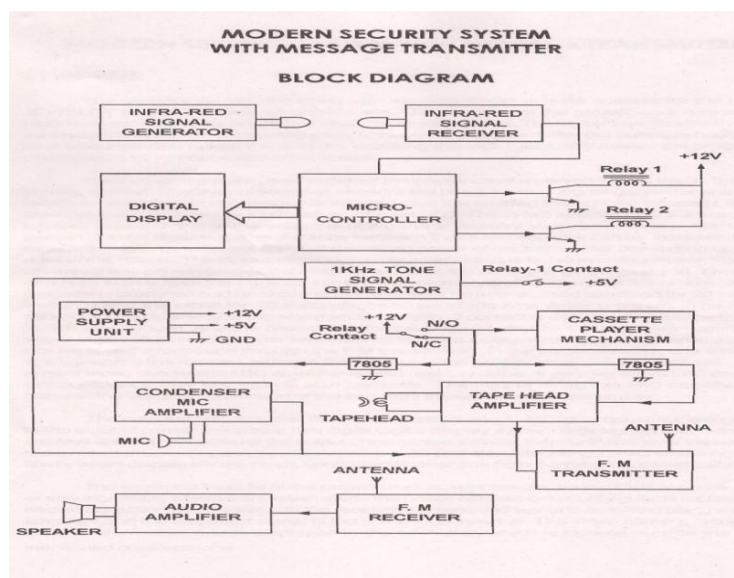 MODERN SECURITY SYSTEM
WITH MESSAGE TRANSMITTER
BLOCK DIAGRAM
INFRA-RED
SIGNAL
GENERATOR
INFRA-RED
SIGNAL
RECEIVER
+12V
Relay 1
DIGITAL
DISPLAY
MICRO-
CONTROLLER
Relay 2
1KHz TONE
SIGNAL
GENERATOR
Relay-1 Contact
+5V
POWER
SUPPLY
UNIT
+12V
+5V
GND
+12V
Relay
Contact
N/O
N/C
CASSETTE
PLAYER
MECHANISM
7805
7805
CONDENSER
MIC
AMPLIFIER
TAPEHEAD
TAPE HEAD
AMPLIFIER
MIC
ANTENNA
F. M
TRANSMITTER
ANTENNA
SPEAKER
AUDIO
AMPLIFIER
F. M
RECEIVER